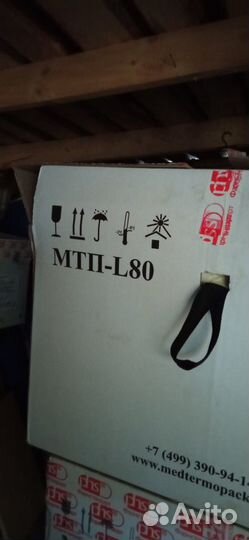 МТП-L80
+7 (499) 390-94-1
www.medtermopack
Avito